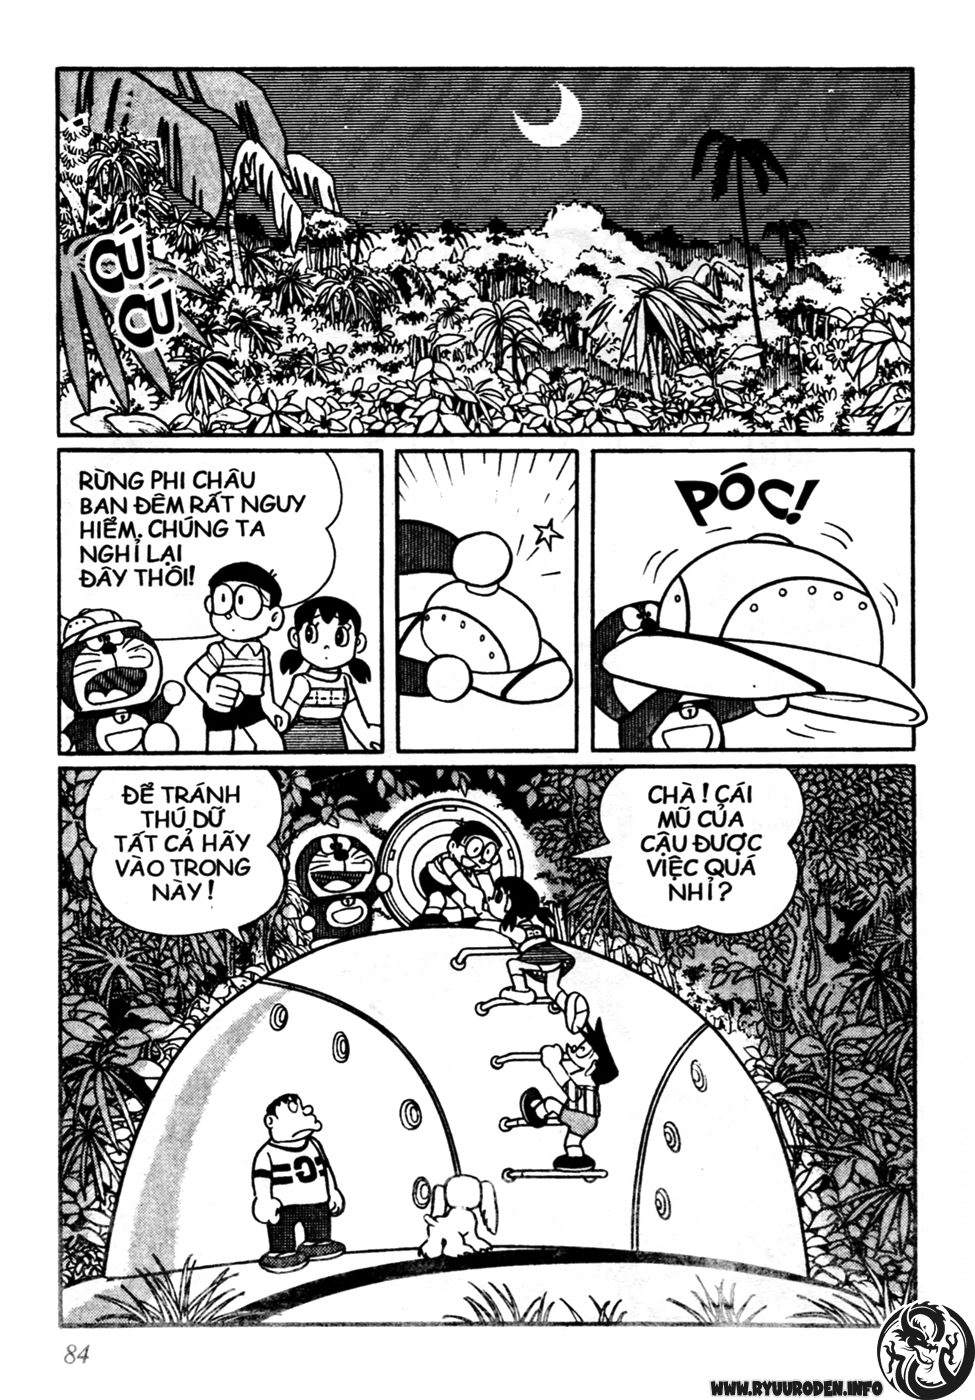 CÚ
CÚ
RỪNG PHI CHÂU
BAN ĐÊM RẤT NGUY
HIỂM. CHÚNG TA
NGHỈ LẠI
ĐÂY THÔI!
PÓC!
ĐỂ TRÁNH
THÚ DỮ
TẤT CẢ HÃY
VÀO TRONG
NÀY!
CHÀ! CÁI
MŨ CỦA
CẬU ĐƯỢC
VIỆC QUÁ
NHỈ?
84
WWW.RYUURODEN.INFO